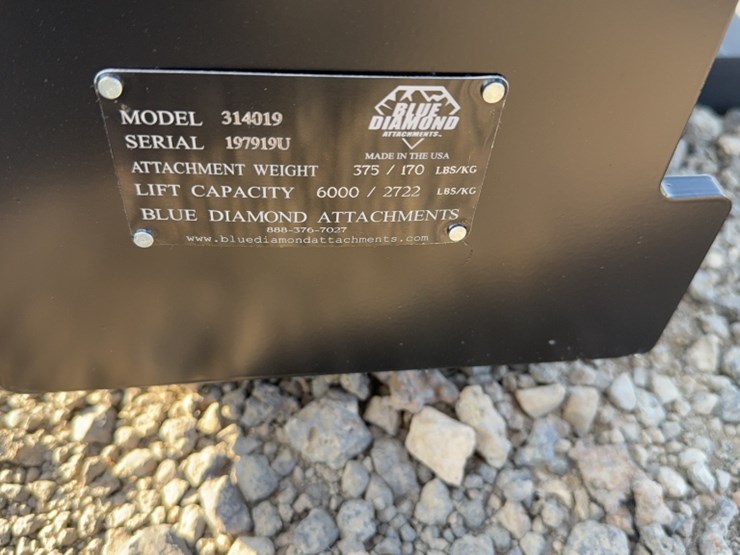 MODEL 314019
SERIAL 197919U
BLUE
DIAMOND
ATTACHMENTS
MADE IN THE USA
ATTACHMENT WEIGHT 375 / 170 LBS/KG
LIFT CAPACITY 6000 / 2722 LBS/KG
BLUE DIAMOND ATTACHMENTS
888-376-7027
www.bluediamondattachments.com